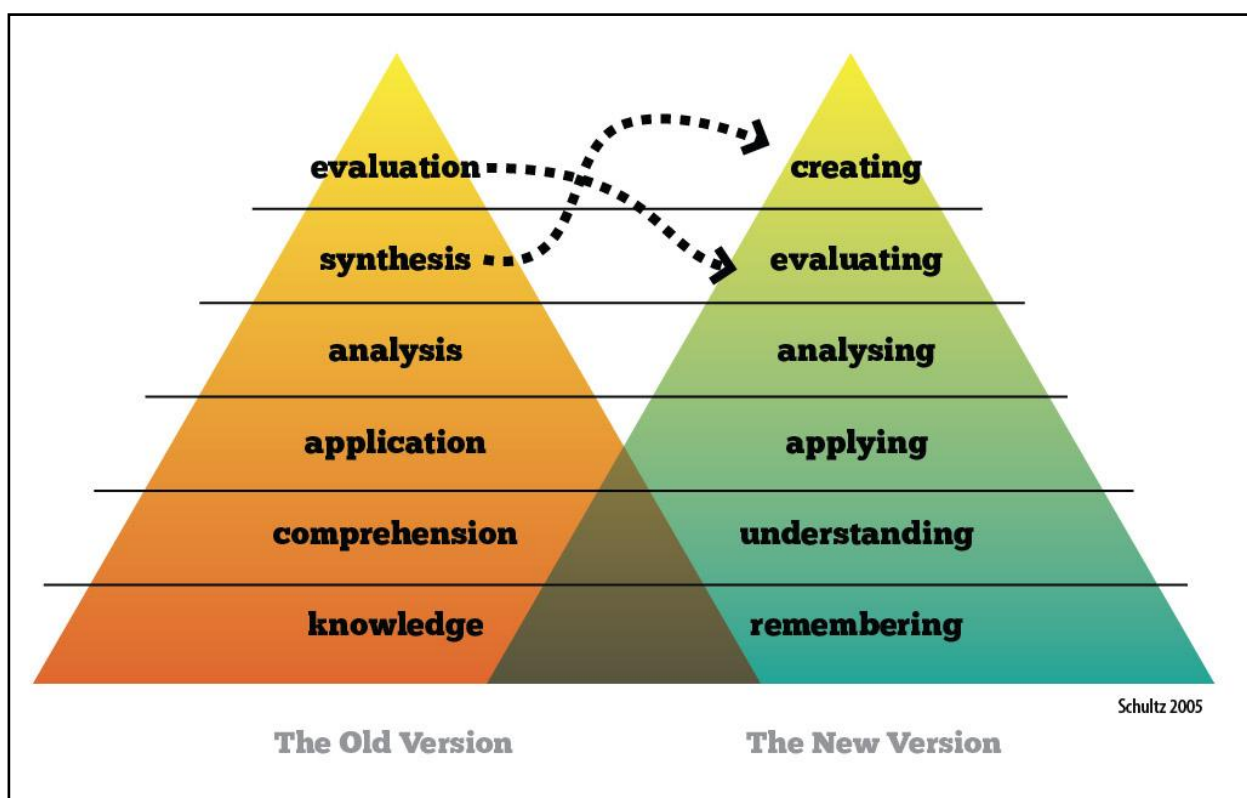 evaluation
synthesis
analysis
application
comprehension
knowledge
The Old Version
creating
evaluating
analysing
applying
understanding
remembering
The New Version
Schultz 2005